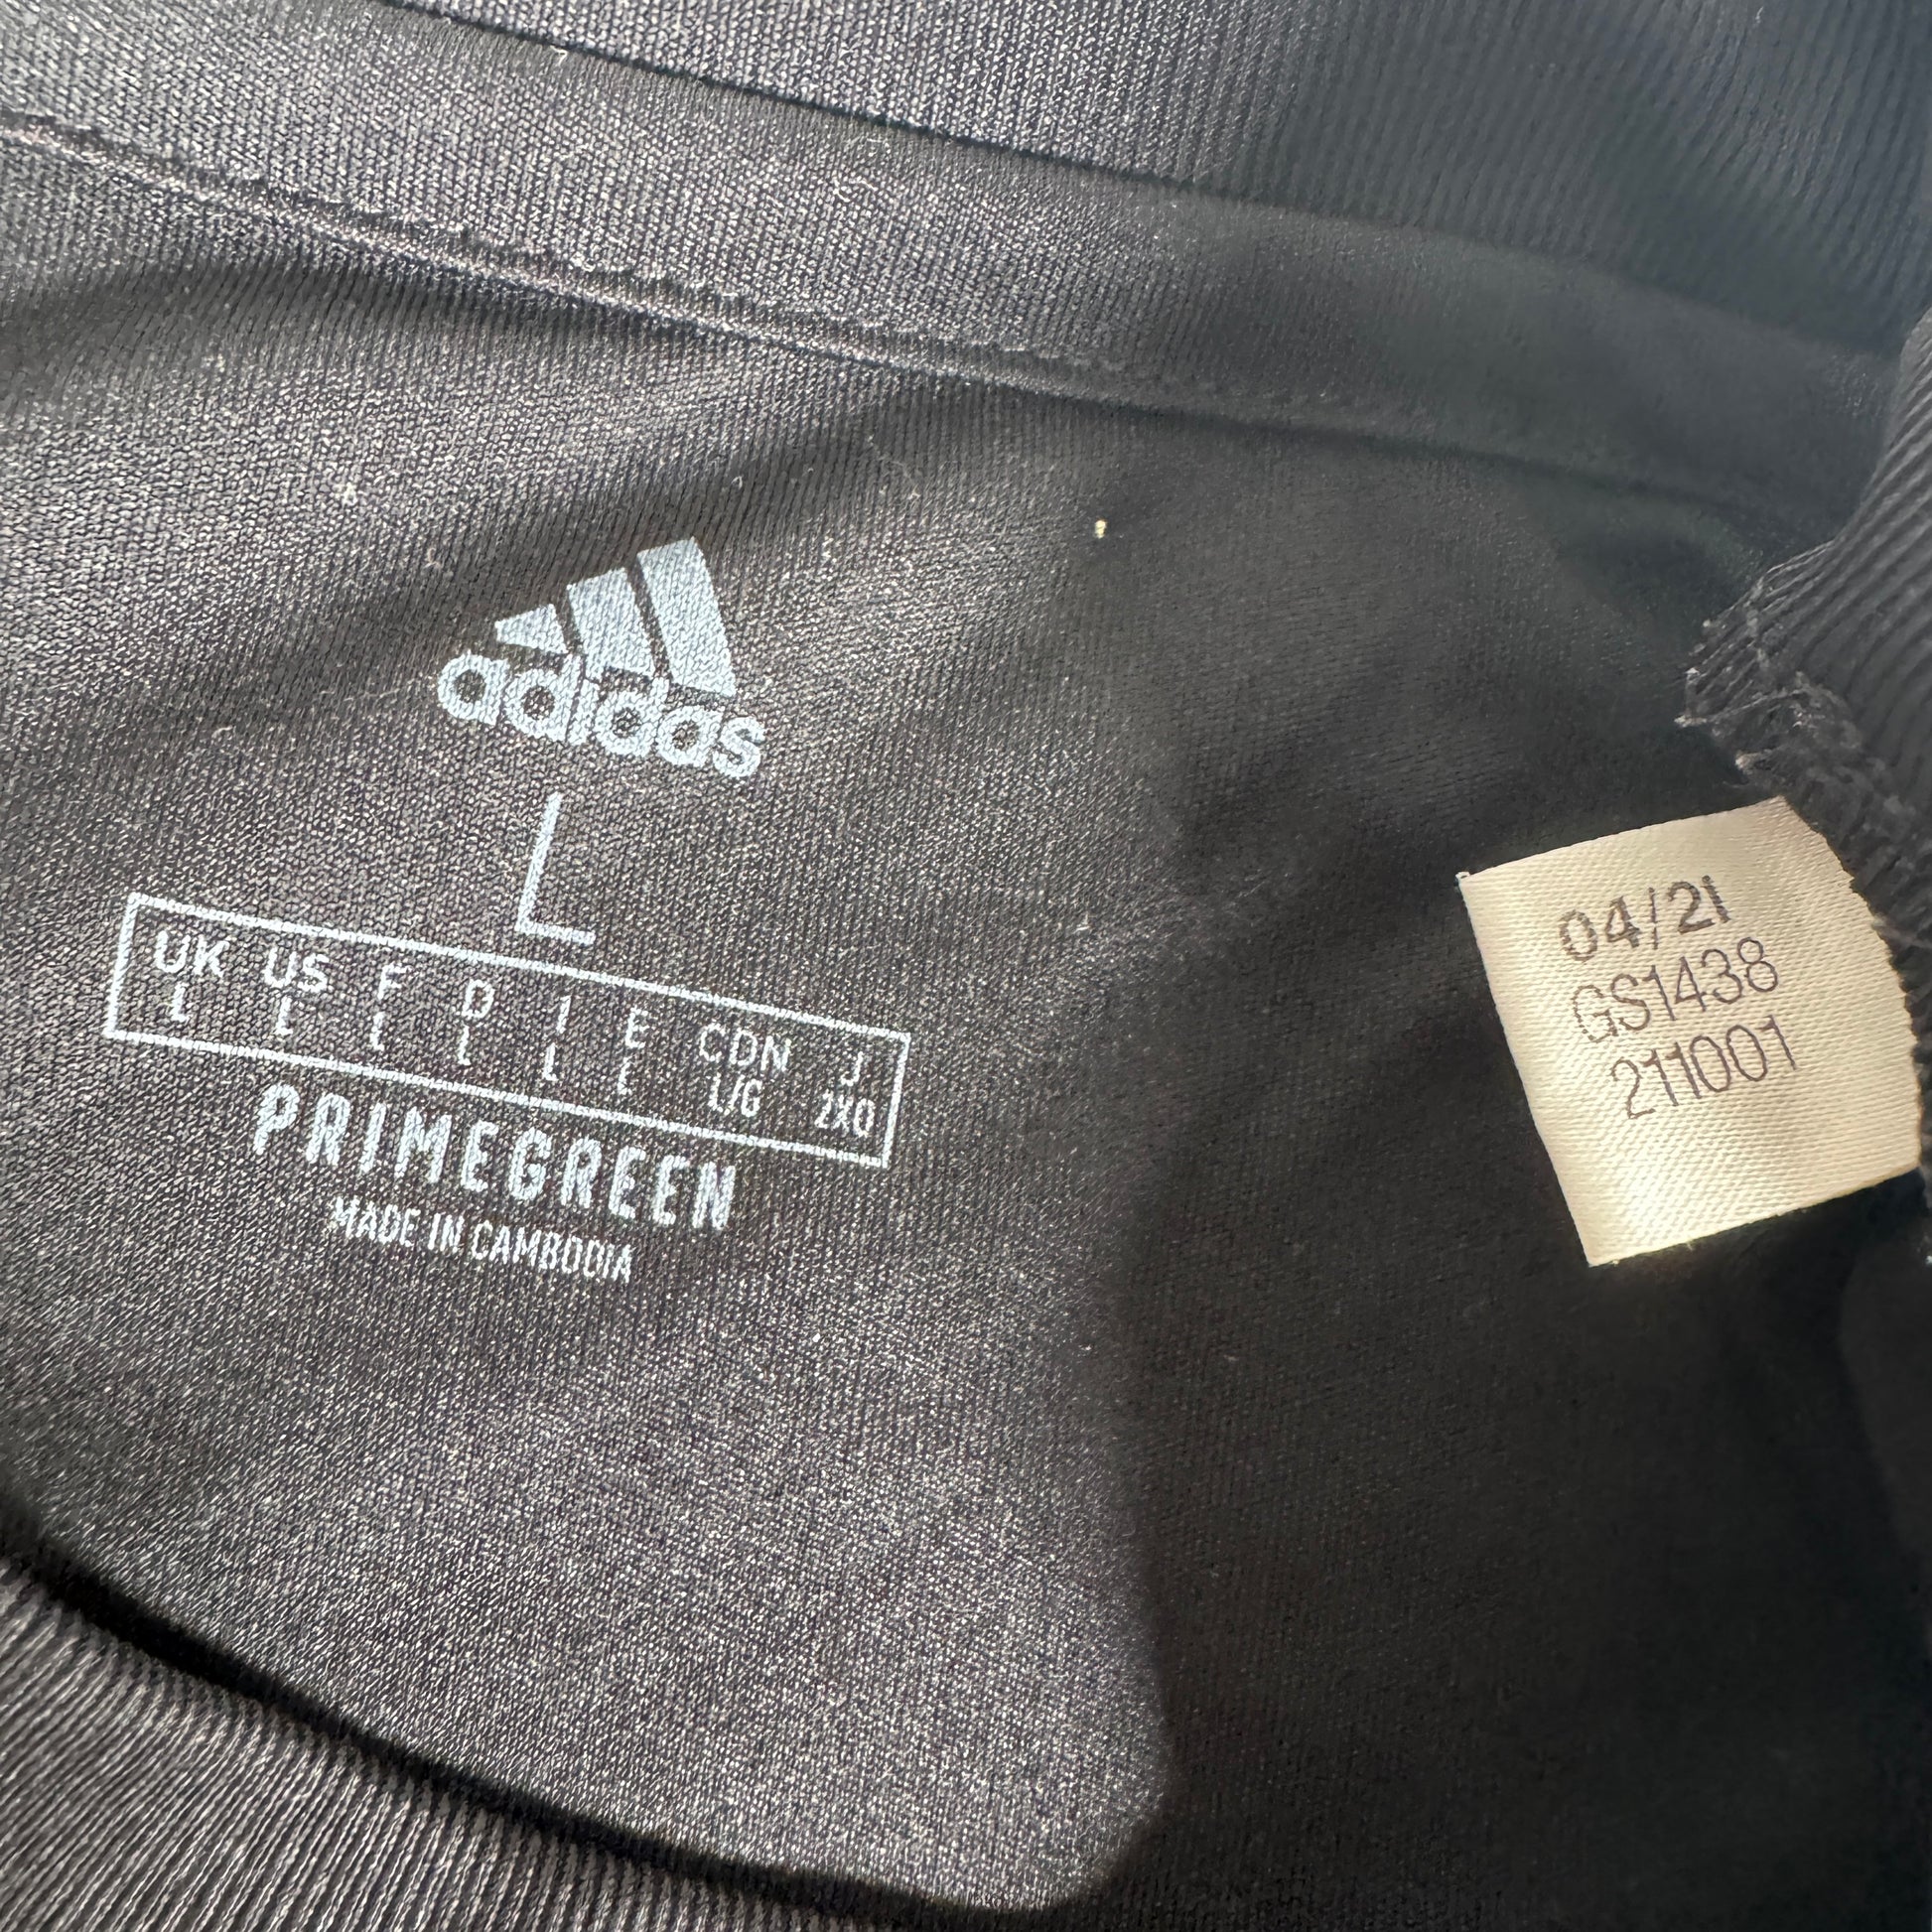 adidas
L
UK US F D I E CDN J
L L L L L L L/G 2XO
PRIMEGREEN
MADE IN CAMBODIA
04/21
GS1438
211001